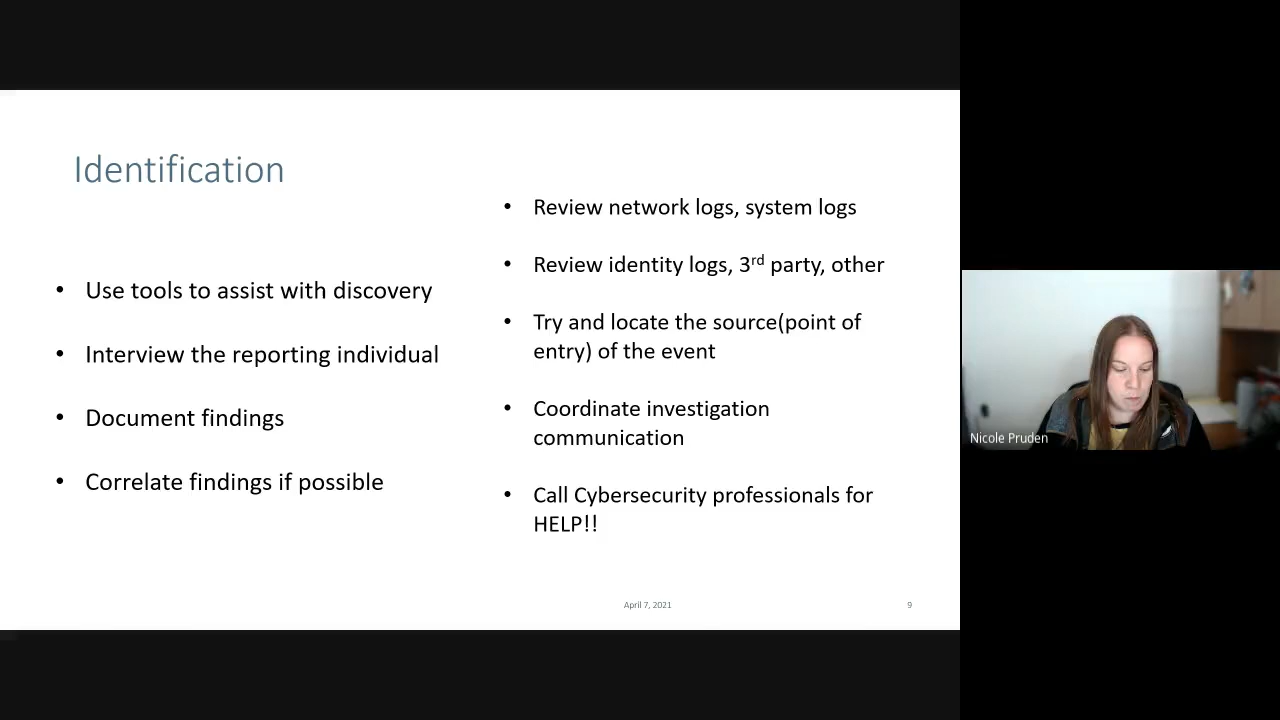 Identification
Use tools to assist with discovery
Interview the reporting individual
Document findings
Correlate findings if possible
Review network logs, system logs
Review identity logs, 3rd party, other
Try and locate the source(point of
entry) of the event
Coordinate investigation
communication
Call Cybersecurity professionals for
HELP!!
April 7, 2021
9
Nicole Pruden